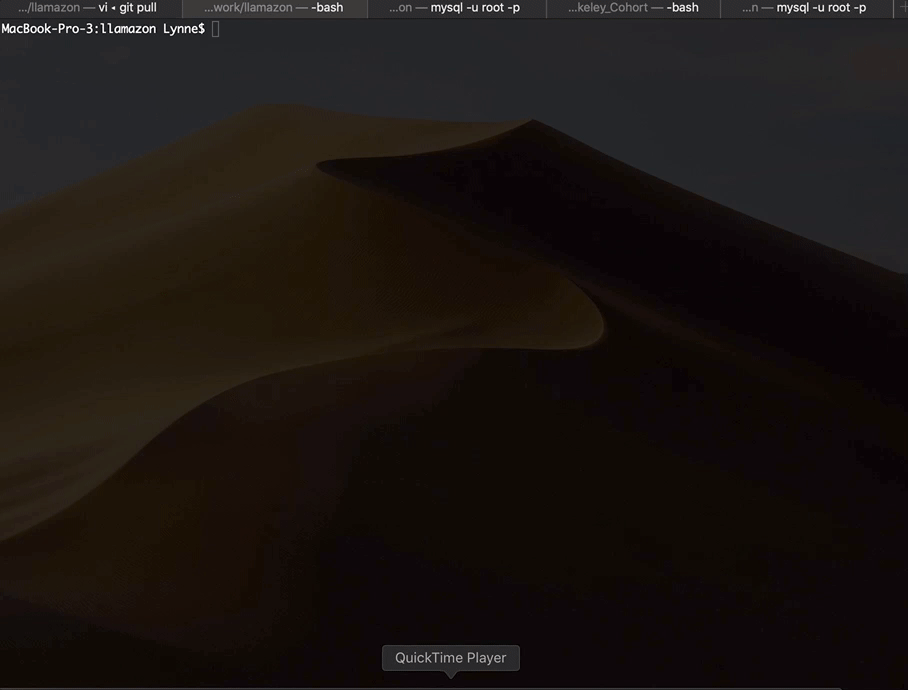 .../llamazon — vi ◂ git pull
...work/llamazon — -bash
...on — mysql -u root -p
...keley_Cohort — -bash
...n — mysql -u root -p
MacBook-Pro-3:llamazon Lynne$
QuickTime Player